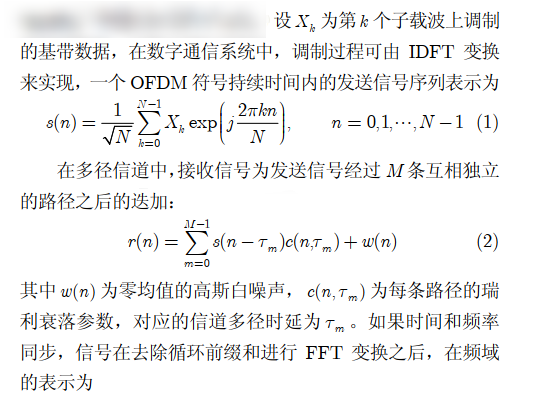 设 X_k 为第 k 个子载波上调制
的基带数据，在数字通信系统中，调制过程可由 IDFT 变换
来实现，一个 OFDM 符号持续时间内的发送信号序列表示为
s(n) = \frac{1}{\sqrt{N}} \sum_{k=0}^{N-1} X_k \exp\left(j\frac{2\pi kn}{N}\right), n = 0,1,⋯,N−1 (1)
在多径信道中，接收信号为发送信号经过 M 条互相独立
的路径之后的迭加：
r(n) = \sum_{m=0}^{M-1} s(n − τ_m)c(n,τ_m) + w(n) (2)
其中 w(n) 为零均值的高斯白噪声，c(n,τ_m) 为每条路径的瑞
利衰落参数，对应的信道多径时延为 τ_m。如果时间和频率
同步，信号在去除循环前缀和进行 FFT 变换之后，在频域
的表示为